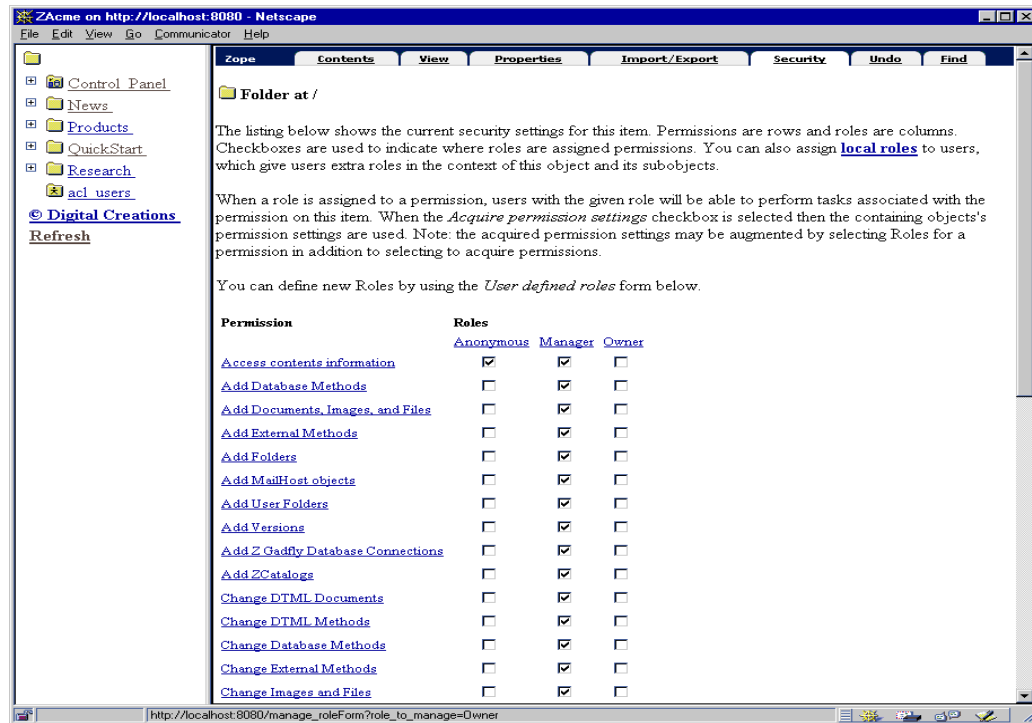 ZAcme on http://localhost:8080 - Netscape
File Edit View Go Communicator Help
Control Panel
News
Products
QuickStart
Research
acl_users
© Digital Creations
Refresh
Zope Contents View Properties Import/Export Security Undo Find
Folder at /
The listing below shows the current security settings for this item. Permissions are rows and roles are columns.
Checkboxes are used to indicate where roles are assigned permissions. You can also assign local roles to users,
which give users extra roles in the context of this object and its subobjects.
When a role is assigned to a permission, users with the given role will be able to perform tasks associated with the
permission on this item. When the Acquire permission settings checkbox is selected then the containing objects's
permission settings are used. Note: the acquired permission settings may be augmented by selecting Roles for a
permission in addition to selecting to acquire permissions.
You can define new Roles by using the User defined roles form below.
Permission Roles
Anonymous Manager Owner
Access contents information
Add Database Methods
Add Documents, Images, and Files
Add External Methods
Add Folders
Add MailHost objects
Add User Folders
Add Versions
Add Z Gadfly Database Connections
Add ZCatalogs
Change DTML Documents
Change DTML Methods
Change Database Methods
Change External Methods
Change Images and Files
http://localhost:8080/manage_roleForm?role_to_manage=Owner